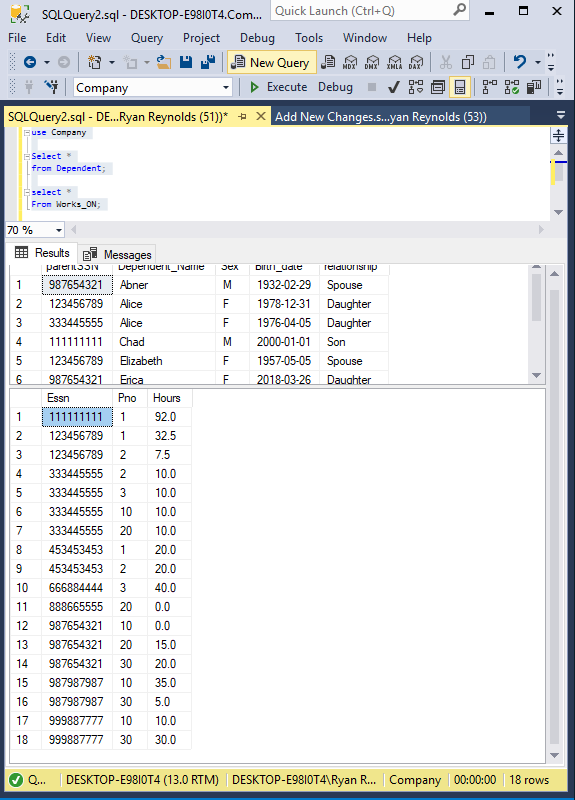 SQLQuery2.sql - DESKTOP-E98I0T4.Com...
Quick Launch (Ctrl+Q)
File Edit View Query Project Debug Tools Window Help
New Query MDX DMX XMLA DAX
Company Execute Debug
SQLQuery2.sql - DE...Ryan Reynolds (51))* Add New Changes.s...yan Reynolds (53))
use Company
Select *
from Dependent;
select *
From Works_ON;
70 %
Results Messages
parentSSN Dependent_Name Sex Birth_date relationship
1 987654321 Abner M 1932-02-29 Spouse
2 123456789 Alice F 1978-12-31 Daughter
3 333445555 Alice F 1976-04-05 Daughter
4 111111111 Chad M 2000-01-01 Son
5 123456789 Elizabeth F 1957-05-05 Spouse
6 987654321 Erica F 2018-03-26 Daughter
Essn Pno Hours
1 111111111 1 92.0
2 123456789 1 32.5
3 123456789 2 7.5
4 333445555 2 10.0
5 333445555 3 10.0
6 333445555 10 10.0
7 333445555 20 10.0
8 453453453 1 20.0
9 453453453 2 20.0
10 666884444 3 40.0
11 888665555 20 0.0
12 987654321 10 0.0
13 987654321 20 15.0
14 987654321 30 20.0
15 987987987 10 35.0
16 987987987 30 5.0
17 999887777 10 10.0
18 999887777 30 30.0
Q... DESKTOP-E98I0T4 (13.0 RTM) DESKTOP-E98I0T4\Ryan R... Company 00:00:00 18 rows